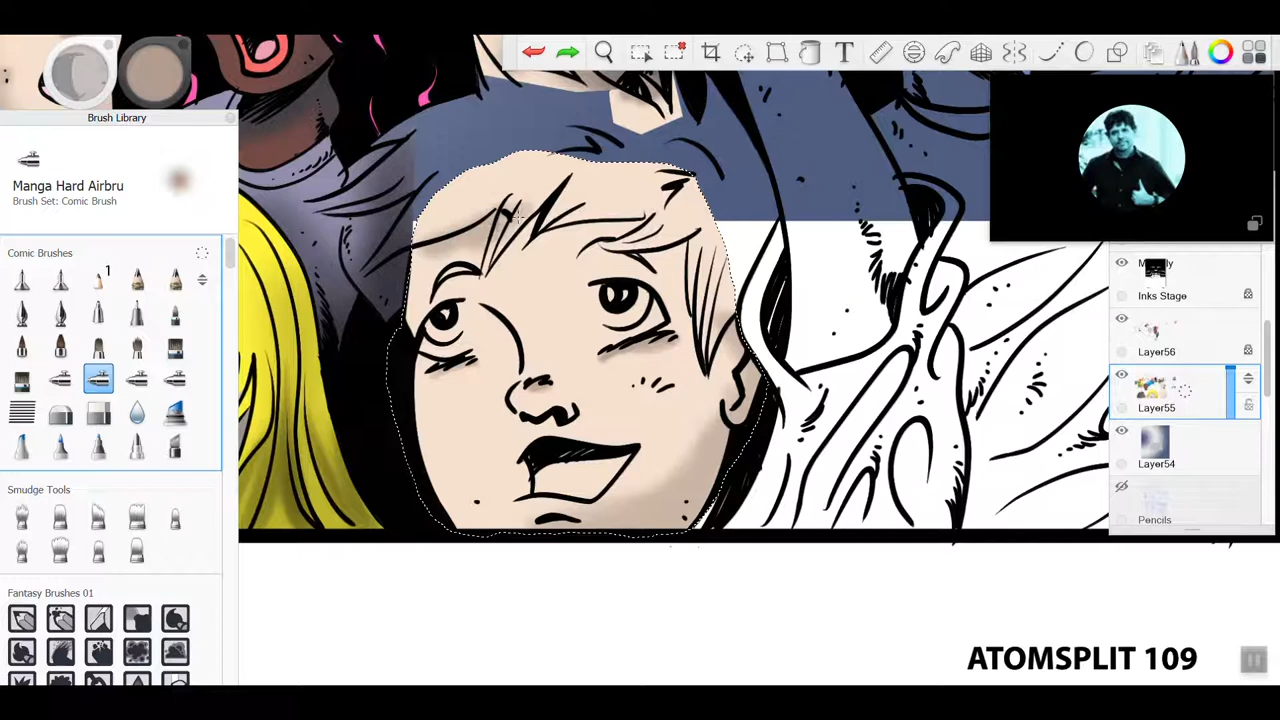 T
Brush Library
Manga Hard Airbru
Brush Set: Comic Brush
Comic Brushes
1
Smudge Tools
Fantasy Brushes 01
Inks Stage
Layer56
Layer55
Layer54
Pencils
ATOMSPLIT 109